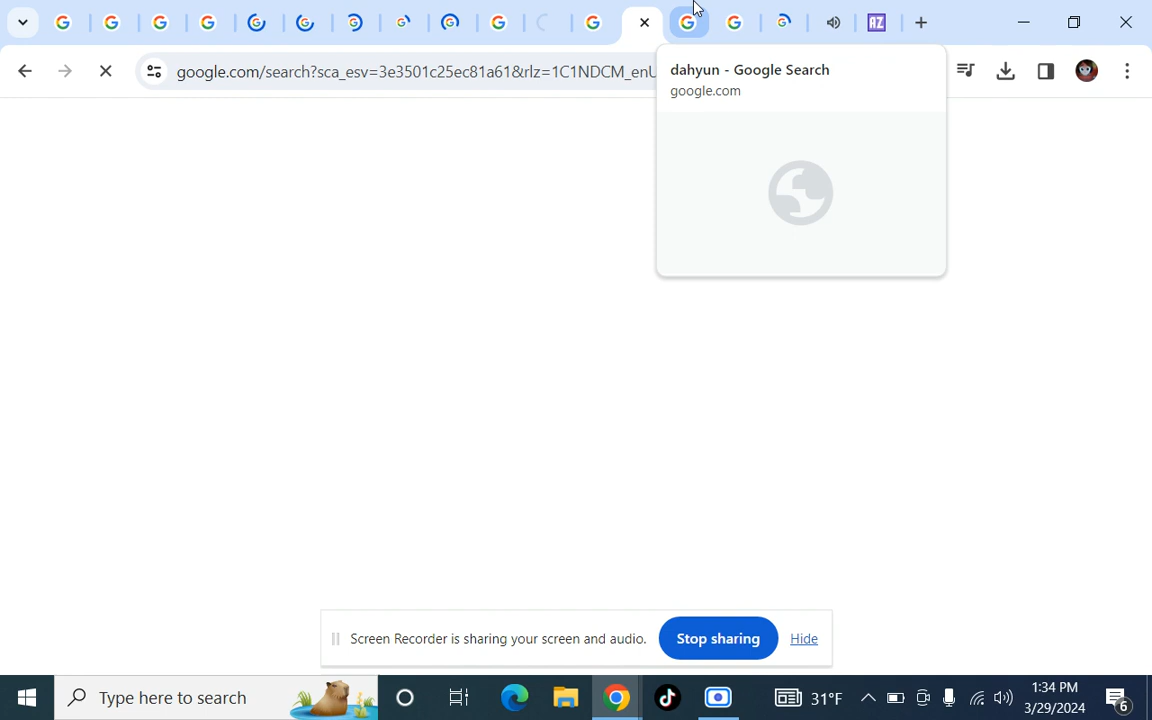 AZ
google.com/search?sca_esv=3e3501c25ec81a61&rlz=1C1NDCM_enU
dahyun - Google Search
google.com
Screen Recorder is sharing your screen and audio.
Stop sharing
Hide
Type here to search
31°F
1:34 PM
3/29/2024
6